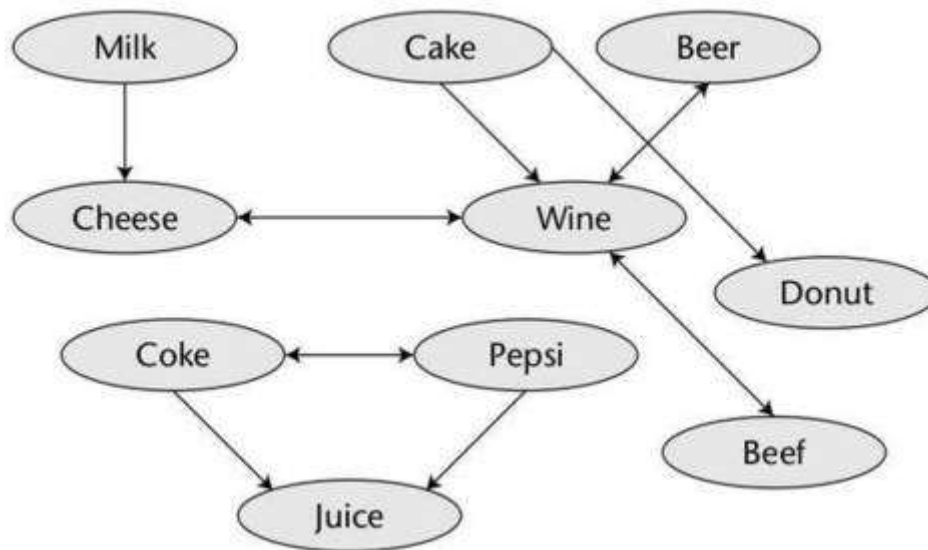 Milk
Cake
Beer
Cheese
Wine
Donut
Coke
Pepsi
Beef
Juice